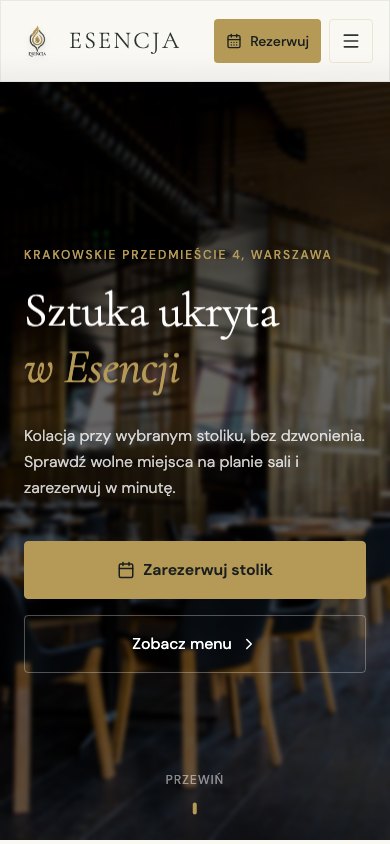 ESENCJA
ESENCJA
Rezerwuj
KRAKOWSKIE PRZEDMIEŚCIE 4, WARSZAWA
Sztuka ukryta
w Esencji
Kolacja przy wybranym stoliku, bez dzwonienia.
Sprawdź wolne miejsca na planie sali i
zarezerwuj w minutę.
Zarezerwuj stolik
Zobacz menu
PRZEWIŃ